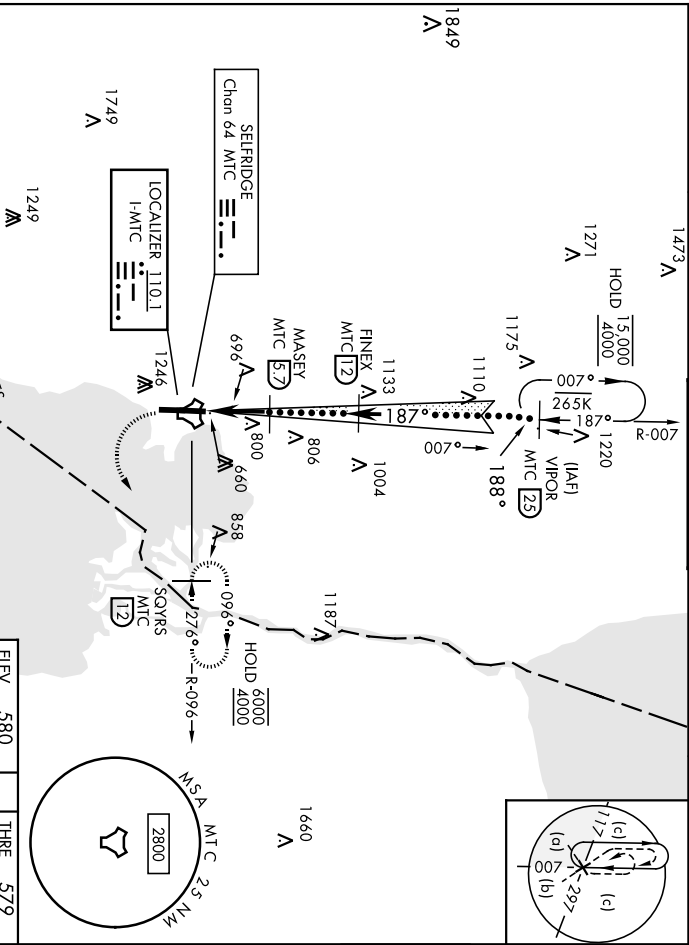 1849
1749
1249
1473
1271
HOLD
15,000
4000
SELFRIDGE
Chan 64 MTC
LOCALIZER 110.1
I-MTC
1246
696
MASEY
MTC 5.7
FINEX
MTC 12
1133
1110
1175
007°
265K
187°
R-007
1220
(IAF)
VIPOR
MTC 25
188°
187°
007°
800
806
1004
660
858
1187
SQYRS
MTC
12
096°
276°
R-096
HOLD
6000
4000
1660
MSA MTC 25 NM
2800
117
(c)
(a)
007
(b)
297
(c)
ELEV 580
THRE 579